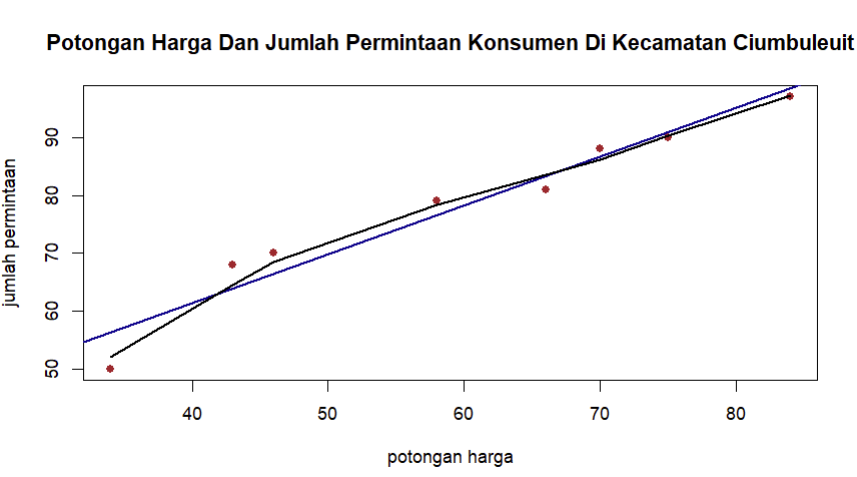 Potongan Harga Dan Jumlah Permintaan Konsumen Di Kecamatan Ciumbuleuit
jumlah permintaan
90
80
70
60
50
40 50 60 70 80
potongan harga